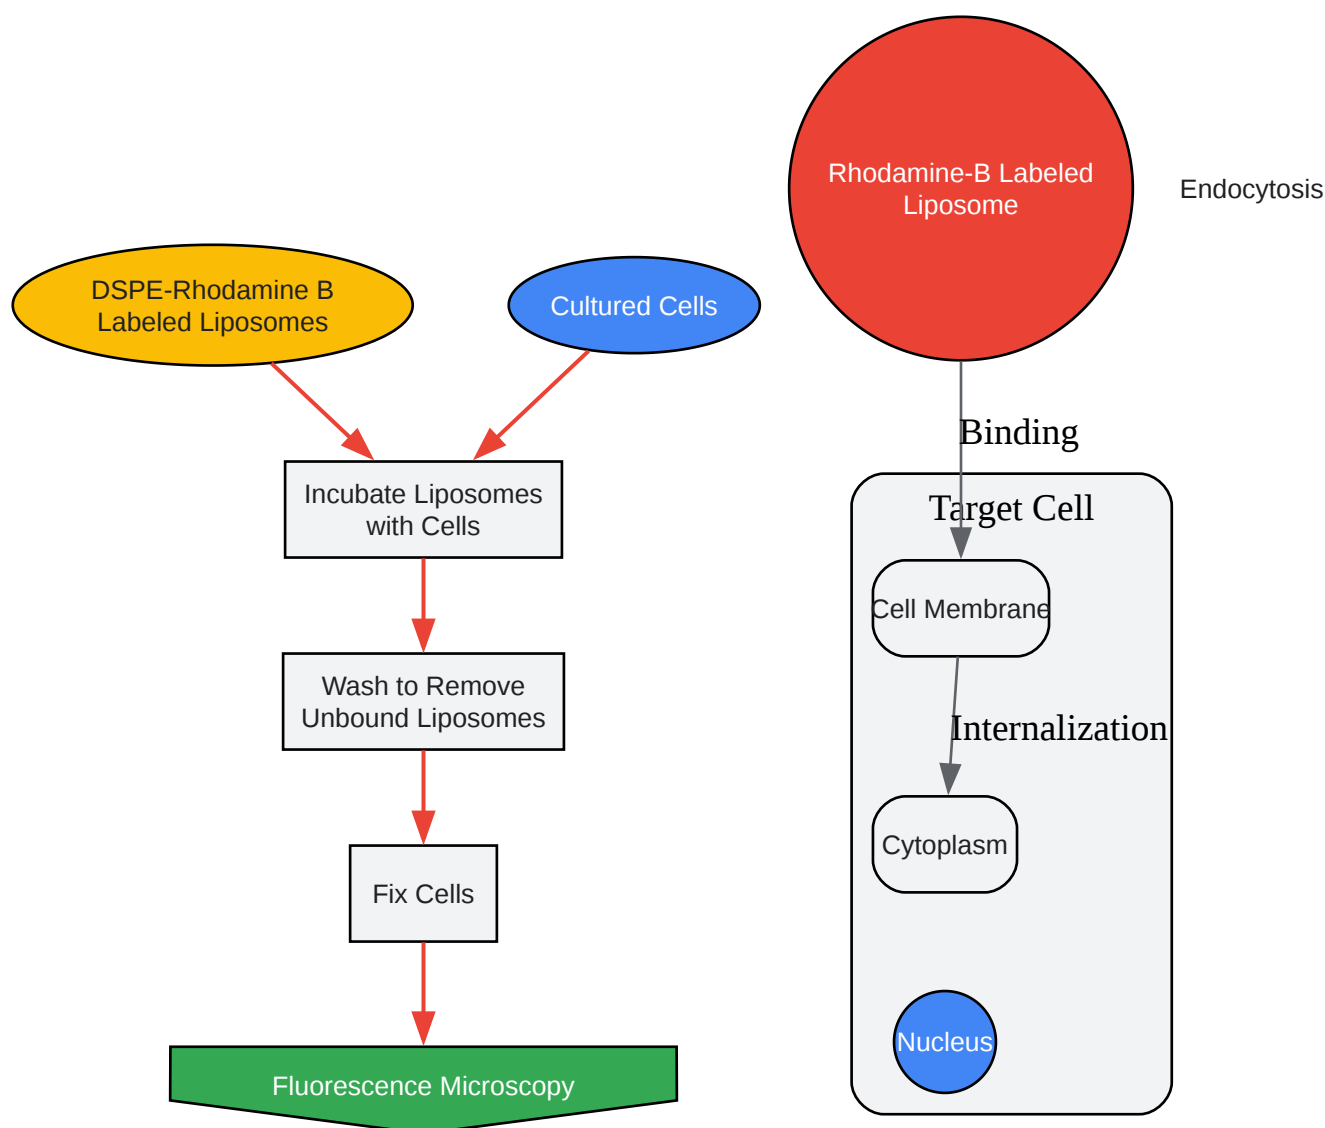 DSPE-Rhodamine B
Labeled Liposomes
Cultured Cells
Incubate Liposomes
with Cells
Wash to Remove
Unbound Liposomes
Fix Cells
Fluorescence Microscopy
Rhodamine-B Labeled
Liposome
Endocytosis
Binding
Target Cell
Cell Membrane
Internalization
Cytoplasm
Nucleus